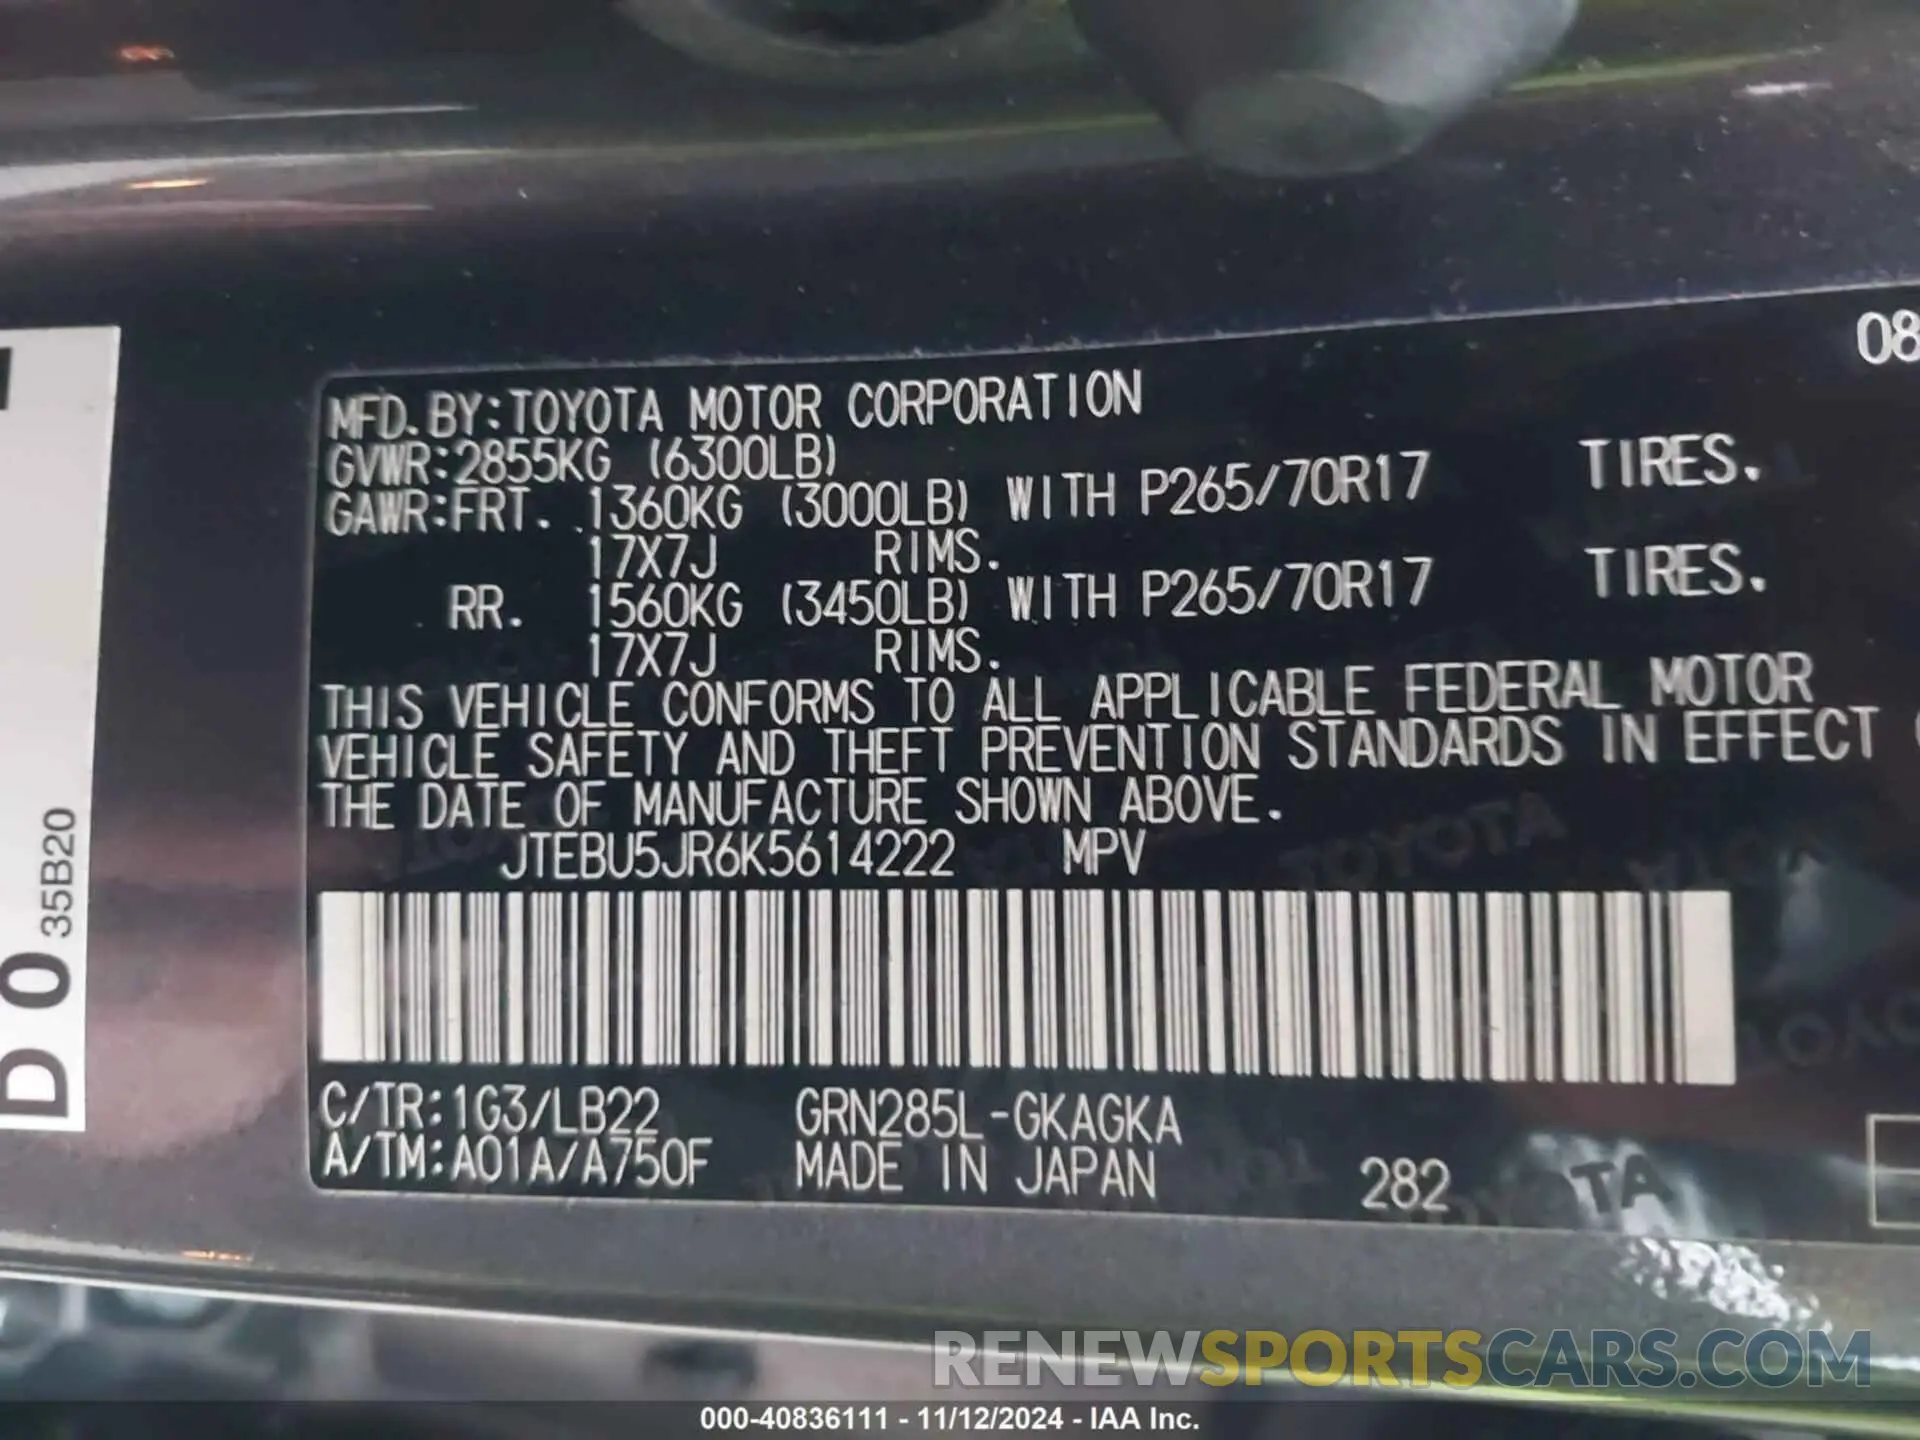 08
MFD.BY:TOYOTA MOTOR CORPORATION
GVWR:2855KG (6300LB)
GAWR:FRT. 1360KG (3000LB) WITH P265/70R17 TIRES.
17X7J RIMS.
RR. 1560KG (3450LB) WITH P265/70R17 TIRES.
17X7J RIMS.
THIS VEHICLE CONFORMS TO ALL APPLICABLE FEDERAL MOTOR
VEHICLE SAFETY AND THEFT PREVENTION STANDARDS IN EFFECT
THE DATE OF MANUFACTURE SHOWN ABOVE.
JTEBU5JR6K5614222 MPV
C/TR:1G3/LB22 GRN285L-GKAGKA
A/TM:A01A/A750F MADE IN JAPAN 282
D 0 35B20
TOYOTA
TOYOTA
RENEWSPORTSCARS.COM
000-40836111 - 11/12/2024 - IAA Inc.